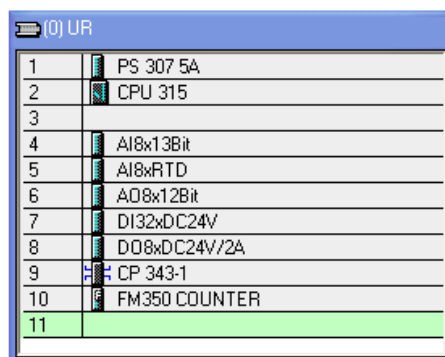 (0) UR
1 PS 307 5A
2 CPU 315
3
4 AI8x13Bit
5 AI8xRTD
6 AO8x12Bit
7 DI32xDC24V
8 DO8xDC24V/2A
9 CP 343-1
10 FM350 COUNTER
11